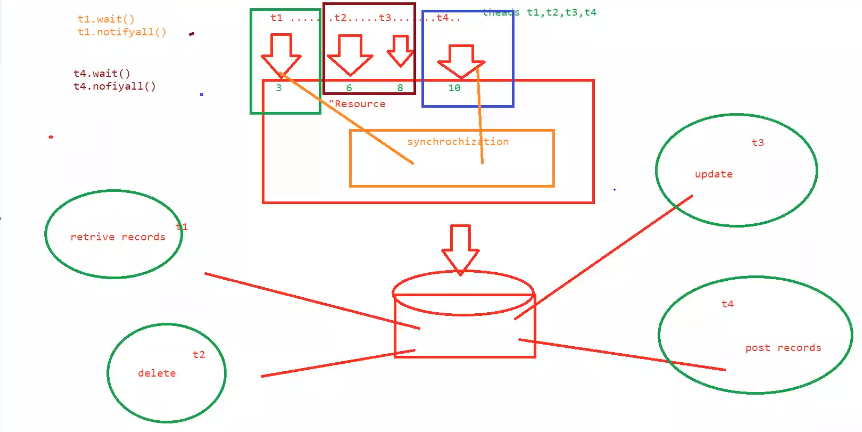 t1.wait()
t1.notifyall()
t1 .......t2.....t3.......t4..
theads t1,t2,t3,t4
t4.wait()
t4.nofiyall()
3
6
8
10
"Resource
synchrochization
t3
update
t1
retrive records
t4
post records
t2
delete